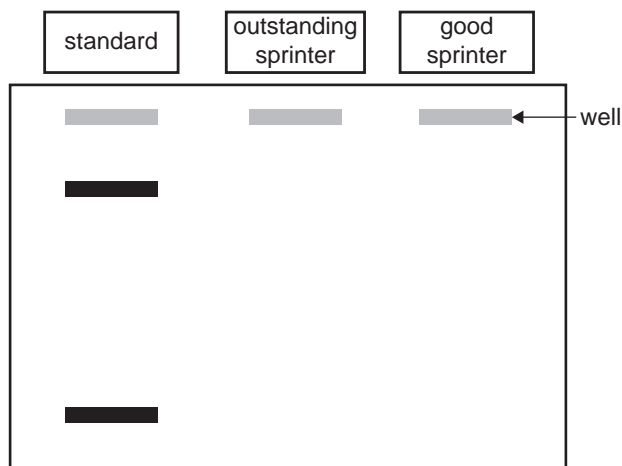 standard
outstanding
sprinter
good
sprinter
well